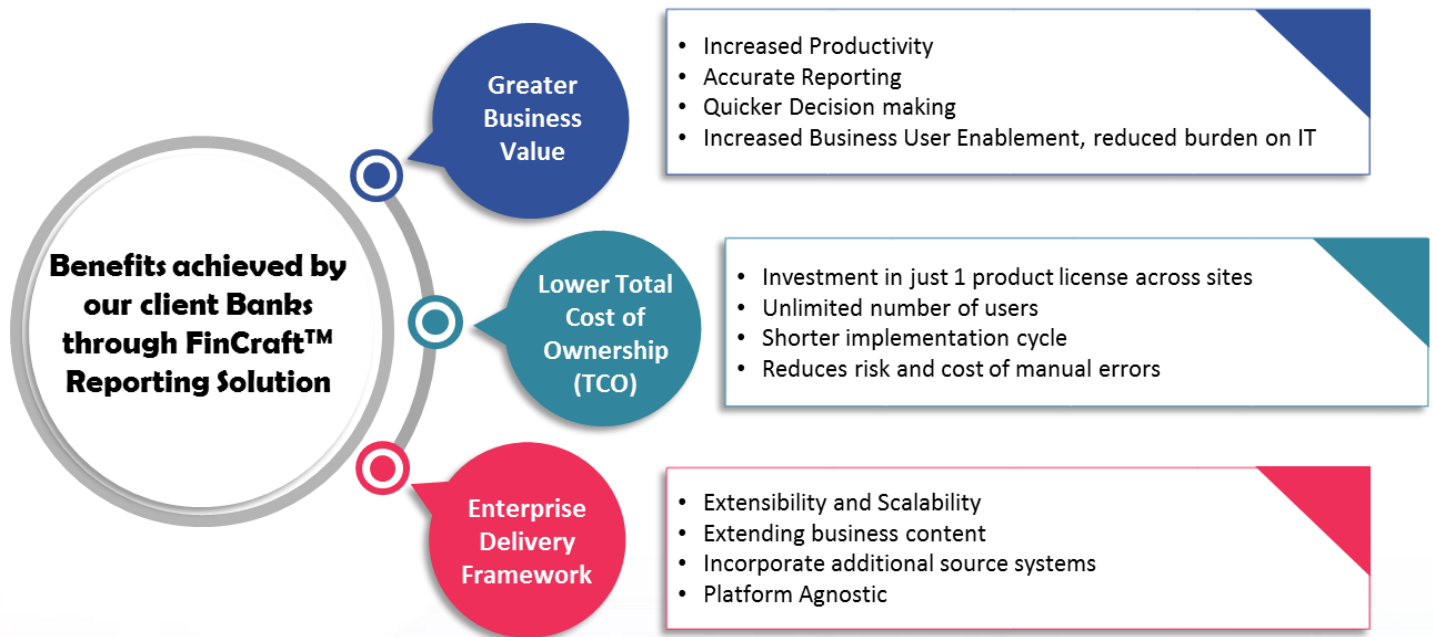 Benefits achieved by
our client Banks
through FinCraft™
Reporting Solution
Greater
Business
Value
• Increased Productivity
• Accurate Reporting
• Quicker Decision making
• Increased Business User Enablement, reduced burden on IT
Lower Total
Cost of
Ownership
(TCO)
• Investment in just 1 product license across sites
• Unlimited number of users
• Shorter implementation cycle
• Reduces risk and cost of manual errors
Enterprise
Delivery
Framework
• Extensibility and Scalability
• Extending business content
• Incorporate additional source systems
• Platform Agnostic